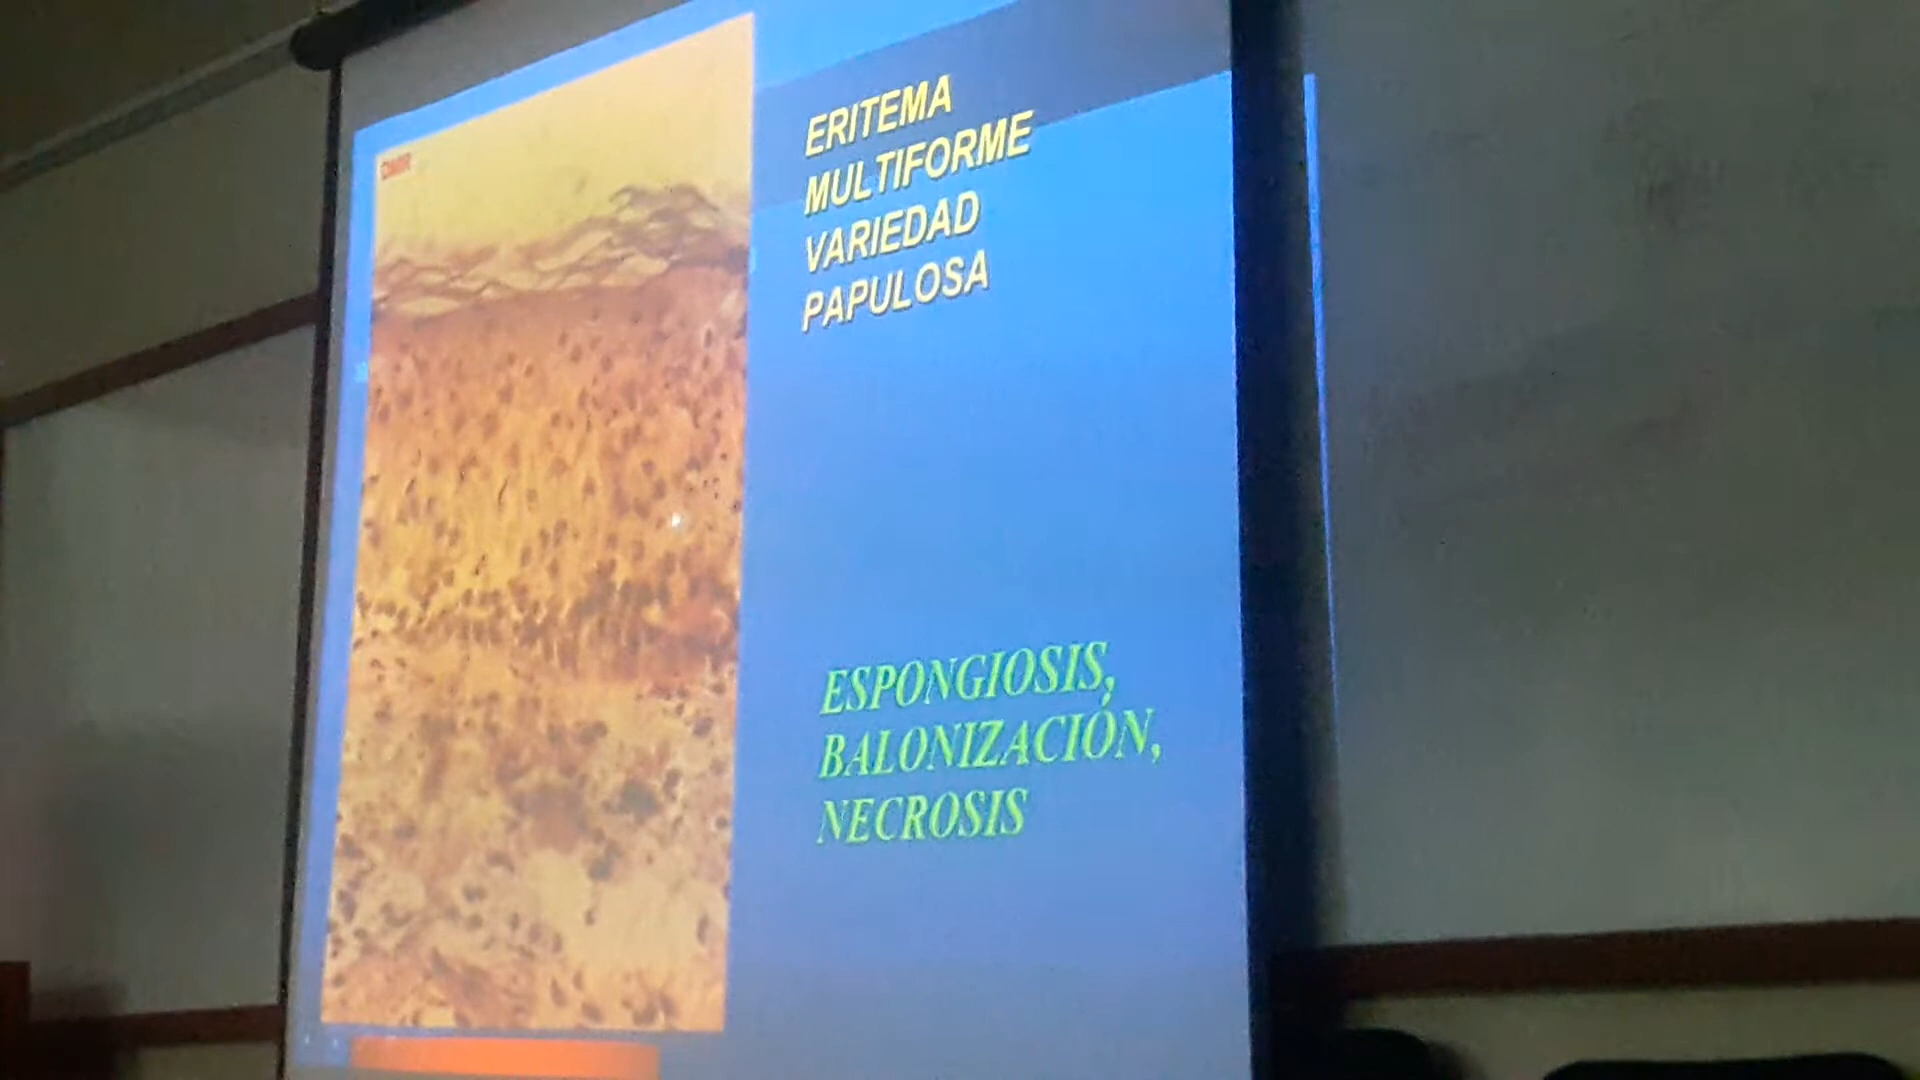 ERITEMA
MULTIFORME
VARIEDAD
PAPULOSA
ESPONGIOSIS,
BALONIZACIÓN,
NECROSIS